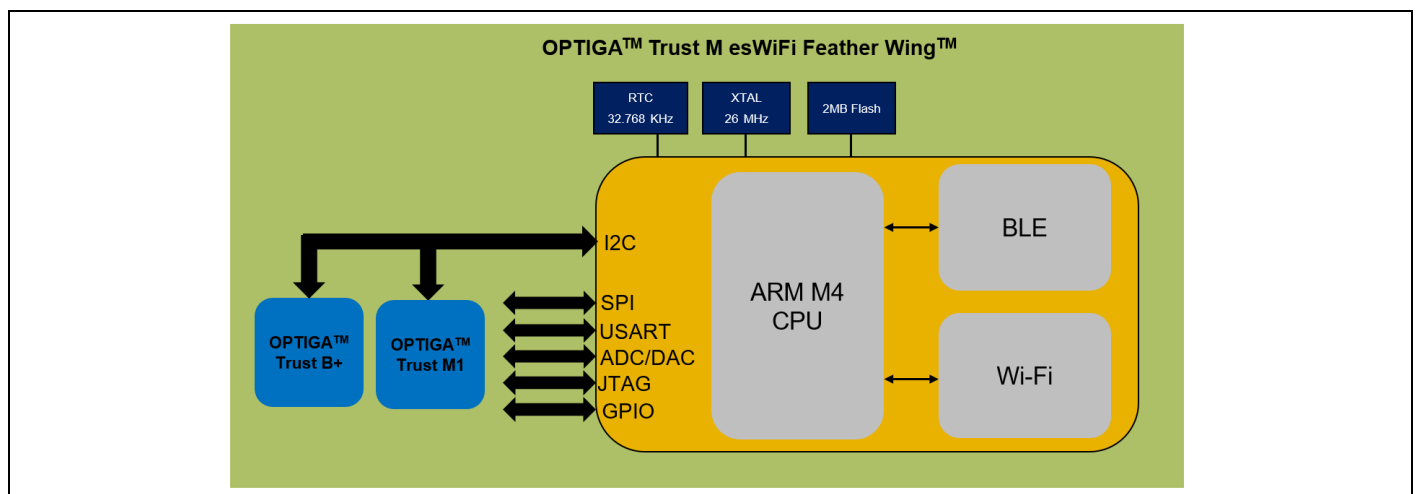 OPTIGA™ Trust M esWiFi Feather Wing™
RTC
32.768 KHz
XTAL
26 MHz
2MB Flash
I2C
SPI
USART
ADC/DAC
JTAG
GPIO
OPTIGA™
Trust B+
OPTIGA™
Trust M1
ARM M4
CPU
BLE
Wi-Fi